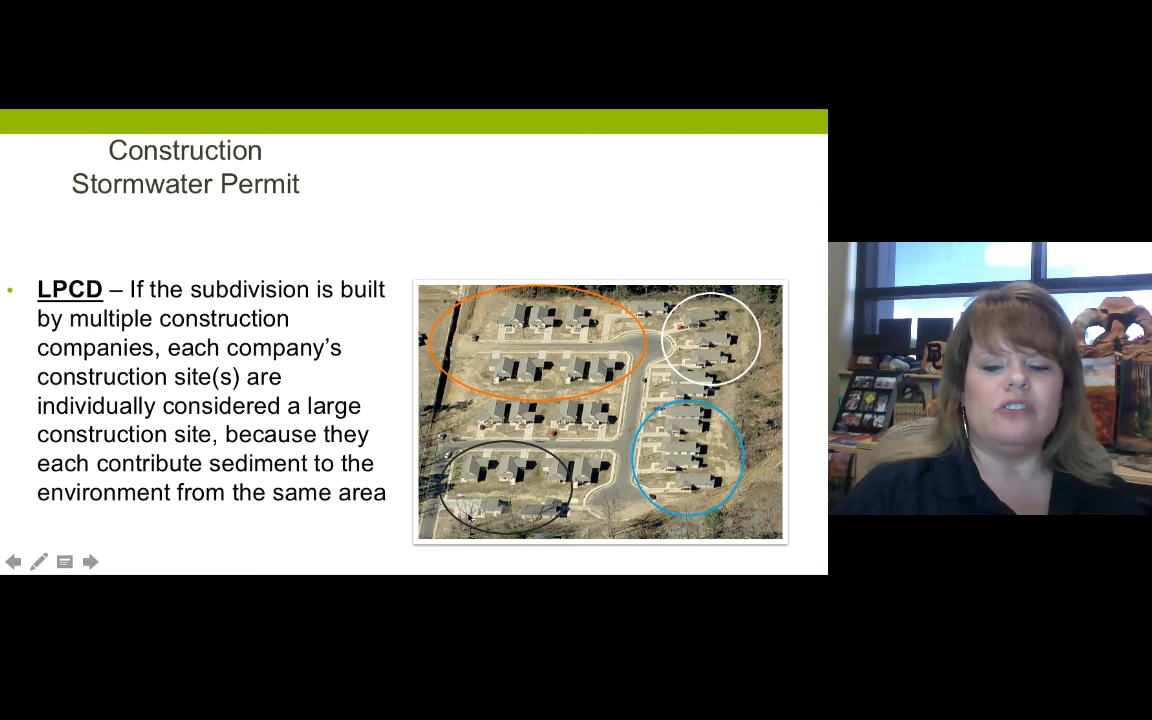 Construction
Stormwater Permit
• LPCD – If the subdivision is built
by multiple construction
companies, each company’s
construction site(s) are
individually considered a large
construction site, because they
each contribute sediment to the
environment from the same area